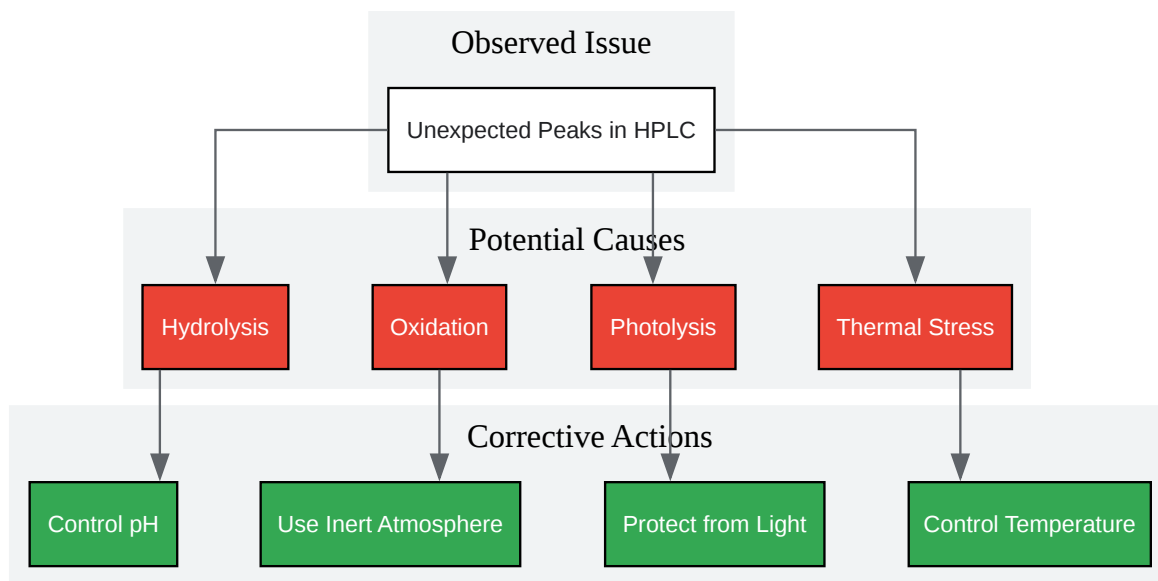 Observed Issue
Unexpected Peaks in HPLC
Potential Causes
Hydrolysis
Oxidation
Photolysis
Thermal Stress
Corrective Actions
Control pH
Use Inert Atmosphere
Protect from Light
Control Temperature